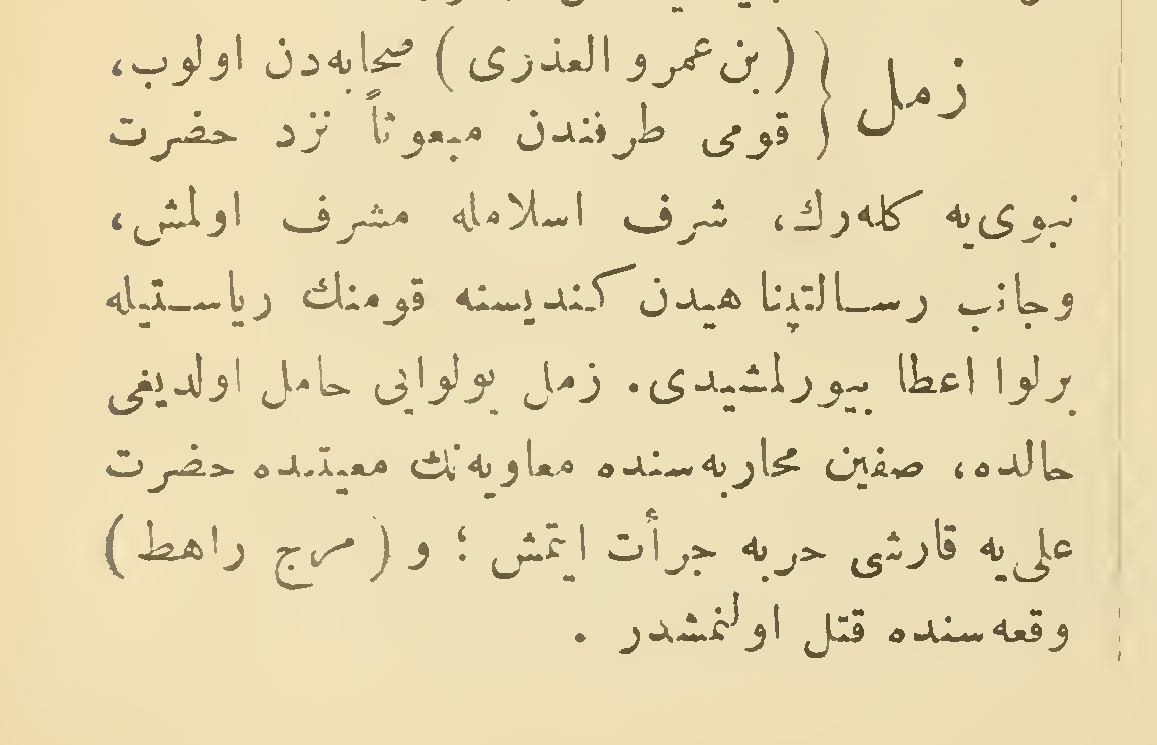 زمل { ( بن عمرو العذری ) صحابه‌دن اولوب،
قومی طرفندن مبعوثاً نزد حضرت
نبوی‌یه كله‌رك، شرف اسلامله مشرف اولمش،
وجانب رسالتپناهیدن كندیسنه قومنك ریاستیله
برلوا اعطا بیورلمشیدی. زمل بولوایی حامل اولدیغی
حالده، صفین محاربه‌سنده معاویه‌نك معیتنده حضرت
علی‌یه قارشی حربه جرأت ایتمش ؛ و ( مرج راهط )
وقعه‌سنده قتل اولنمشدر .